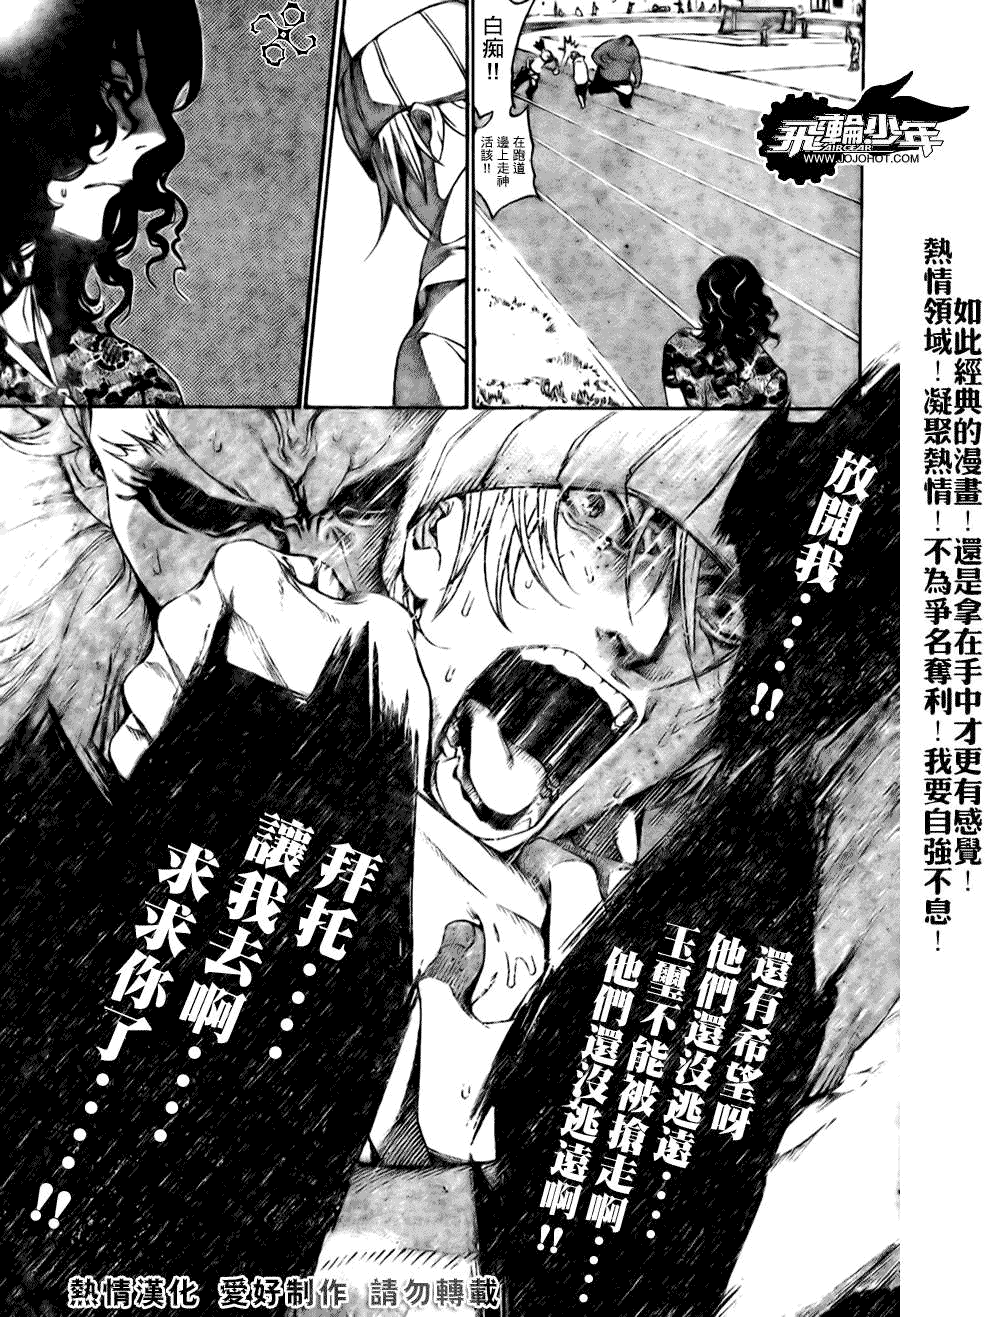 白痴!!
在跑道
邊上走神
活該!!
飛輪少年
AIRGEAR
WWW.JOJOHOT.COM
如此經典的漫畫！還是拿在手中才更有感覺！
熱情領域！凝聚熱情！不為爭名奪利！我要自強不息！
放開我……!!
還有希望呀
他們還沒逃遠……
玉璽不能被搶走啊……
他們還沒逃遠啊!!
拜托……
讓我去啊……
求求你了……!!
熱情漢化 愛好制作 請勿轉載